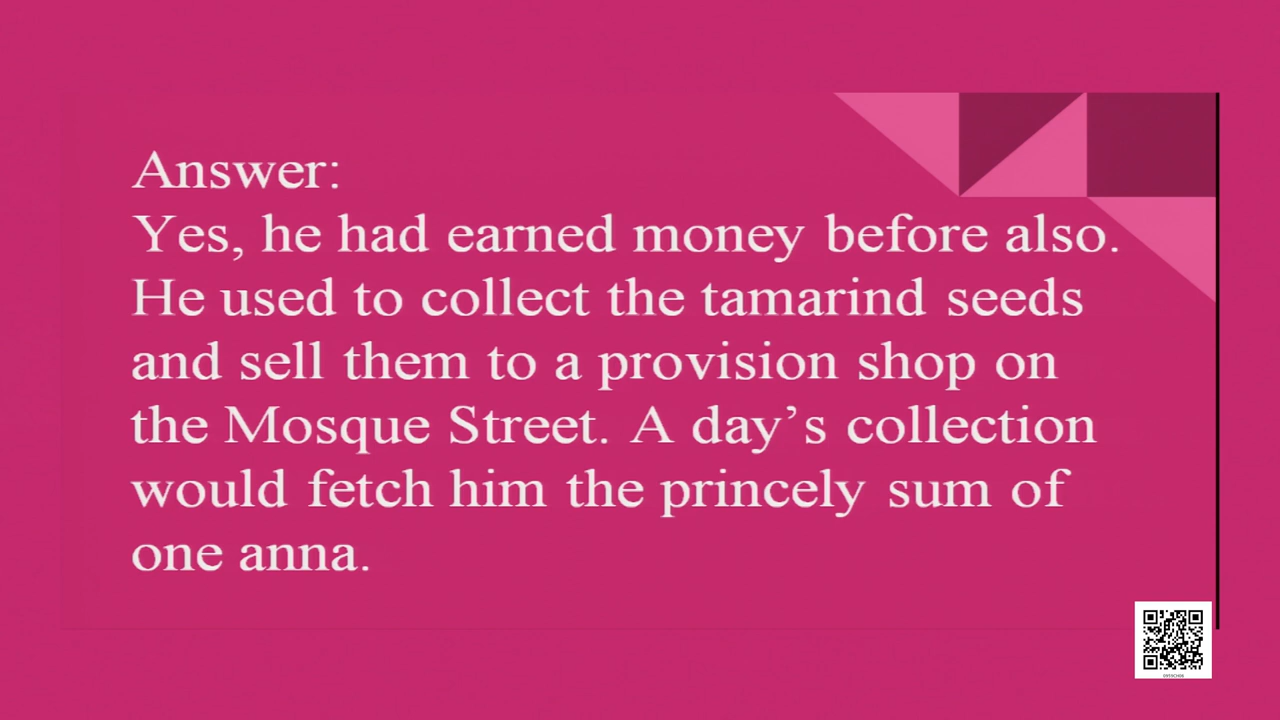 Answer:
Yes, he had earned money before also.
He used to collect the tamarind seeds
and sell them to a provision shop on
the Mosque Street. A day’s collection
would fetch him the princely sum of
one anna.